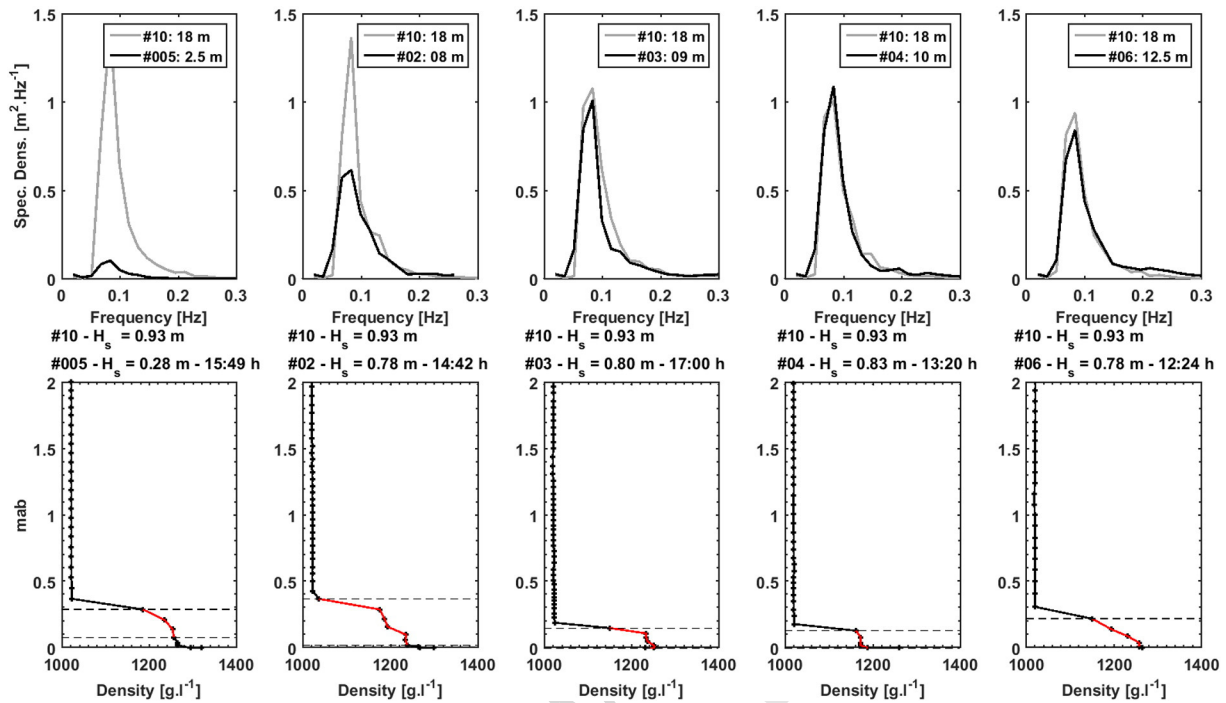 #10: 18 m
#005: 2.5 m
#10: 18 m
#02: 08 m
#10: 18 m
#03: 09 m
#10: 18 m
#04: 10 m
#10: 18 m
#06: 12.5 m
Spec. Dens. [m².Hz⁻¹]
1.5
1
0.5
0
0 0.1 0.2 0.3
Frequency [Hz]
1.5
1
0.5
0
0 0.1 0.2 0.3
Frequency [Hz]
1.5
1
0.5
0
0 0.1 0.2 0.3
Frequency [Hz]
1.5
1
0.5
0
0 0.1 0.2 0.3
Frequency [Hz]
1.5
1
0.5
0
0 0.1 0.2 0.3
Frequency [Hz]
#10 - Hₛ = 0.93 m
#005 - Hₛ = 0.28 m - 15:49 h
#10 - Hₛ = 0.93 m
#02 - Hₛ = 0.78 m - 14:42 h
#10 - Hₛ = 0.93 m
#03 - Hₛ = 0.80 m - 17:00 h
#10 - Hₛ = 0.93 m
#04 - Hₛ = 0.83 m - 13:20 h
#10 - Hₛ = 0.93 m
#06 - Hₛ = 0.78 m - 12:24 h
mab
2
1.5
1
0.5
0
1000 1200 1400
Density [g.l⁻¹]
2
1.5
1
0.5
0
1000 1200 1400
Density [g.l⁻¹]
2
1.5
1
0.5
0
1000 1200 1400
Density [g.l⁻¹]
2
1.5
1
0.5
0
1000 1200 1400
Density [g.l⁻¹]
2
1.5
1
0.5
0
1000 1200 1400
Density [g.l⁻¹]